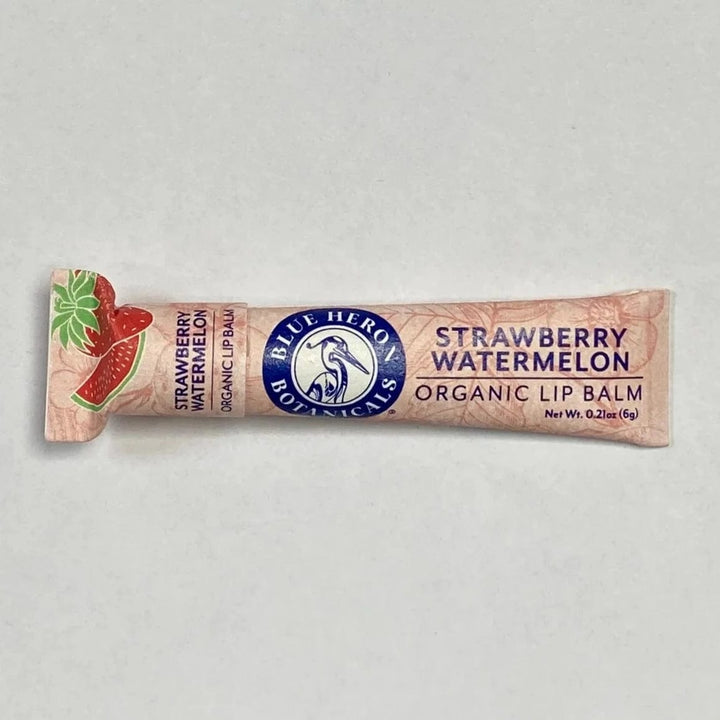 STRAWBERRY
WATERMELON
ORGANIC LIP BALM
BLUE HERON
BOTANICALS®
STRAWBERRY
WATERMELON
ORGANIC LIP BALM
Net Wt. 0.21oz (6g)